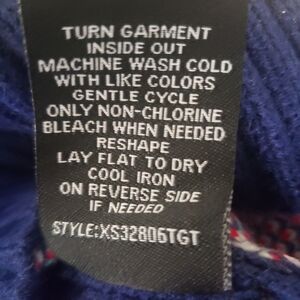 TURN GARMENT
INSIDE OUT
MACHINE WASH COLD
WITH LIKE COLORS
GENTLE CYCLE
ONLY NON-CHLORINE
BLEACH WHEN NEEDED
RESHAPE
LAY FLAT TO DRY
COOL IRON
ON REVERSE SIDE
IF NEEDED
STYLE:XS32806TGT